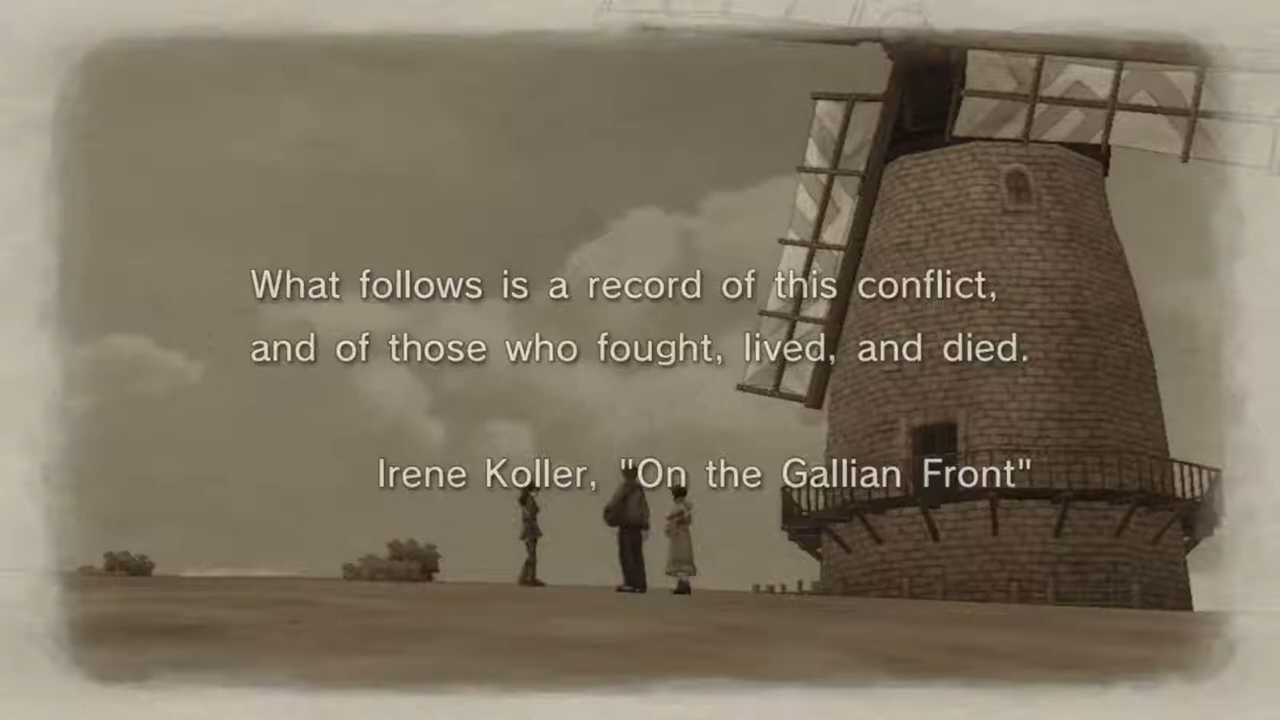 What follows is a record of this conflict,
and of those who fought, lived, and died.
Irene Koller, "On the Gallian Front"